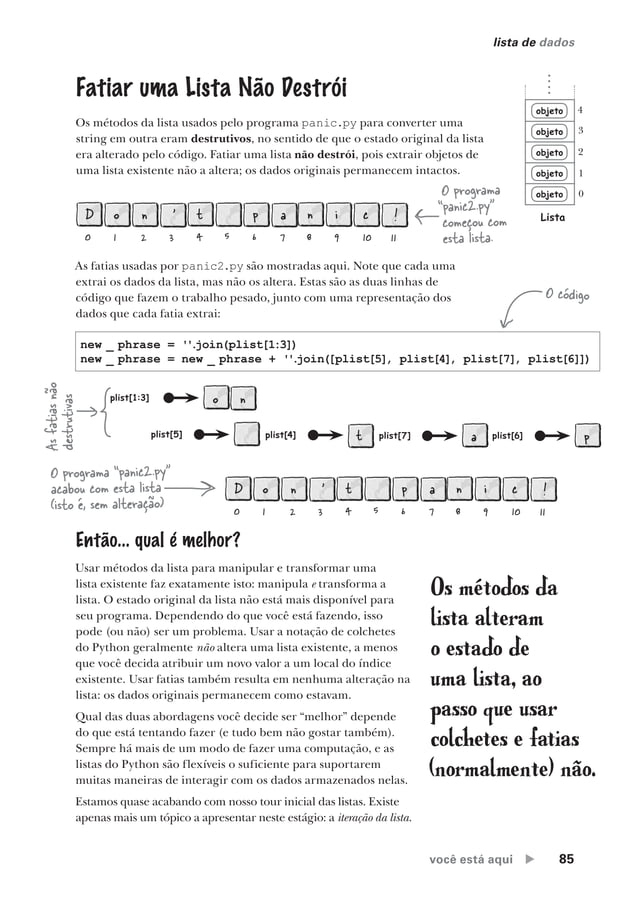 lista de dados
Fatiar uma Lista Não Destrói
Os métodos da lista usados pelo programa panic.py para converter uma
string em outra eram destrutivos, no sentido de que o estado original da lista
era alterado pelo código. Fatiar uma lista não destrói, pois extrair objetos de
uma lista existente não a altera; os dados originais permanecem intactos.
objeto 4
objeto 3
objeto 2
objeto 1
objeto 0
Lista
D o n ' t p a n i c !
0 1 2 3 4 5 6 7 8 9 10 11
O programa
"panic2.py"
começou com
esta lista.
As fatias usadas por panic2.py são mostradas aqui. Note que cada uma
extrai os dados da lista, mas não os altera. Estas são as duas linhas de
código que fazem o trabalho pesado, junto com uma representação dos
dados que cada fatia extrai:
O código
new _ phrase = ''.join(plist[1:3])
new _ phrase = new _ phrase + ''.join([plist[5], plist[4], plist[7], plist[6]])
As fatias não
destrutivas
plist[1:3] o n
plist[5] plist[4] t plist[7] a plist[6] p
O programa "panic2.py"
acabou com esta lista
(isto é, sem alteração)
D o n ' t p a n i c !
0 1 2 3 4 5 6 7 8 9 10 11
Então... qual é melhor?
Usar métodos da lista para manipular e transformar uma
lista existente faz exatamente isto: manipula e transforma a
lista. O estado original da lista não está mais disponível para
seu programa. Dependendo do que você está fazendo, isso
pode (ou não) ser um problema. Usar a notação de colchetes
do Python geralmente não altera uma lista existente, a menos
que você decida atribuir um novo valor a um local do índice
existente. Usar fatias também resulta em nenhuma alteração na
lista: os dados originais permanecem como estavam.
Qual das duas abordagens você decide ser “melhor” depende
do que está tentando fazer (e tudo bem não gostar também).
Sempre há mais de um modo de fazer uma computação, e as
listas do Python são flexíveis o suficiente para suportarem
muitas maneiras de interagir com os dados armazenados nelas.
Estamos quase acabando com nosso tour inicial das listas. Existe
apenas mais um tópico a apresentar neste estágio: a iteração da lista.
Os métodos da
lista alteram
o estado de
uma lista, ao
passo que usar
colchetes e fatias
(normalmente) não.
você está aqui ▶ 85